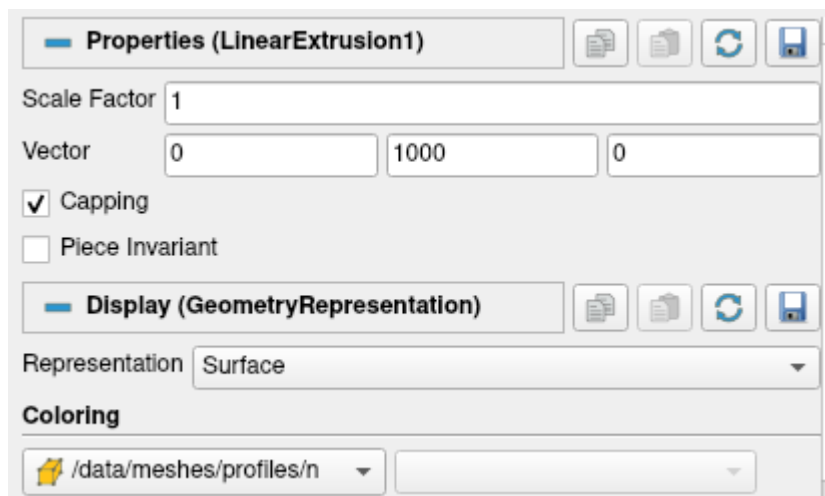 Properties (LinearExtrusion1)
Scale Factor 1
Vector 0 1000 0
Capping
Piece Invariant
Display (GeometryRepresentation)
Representation Surface
Coloring
/data/meshes/profiles/n